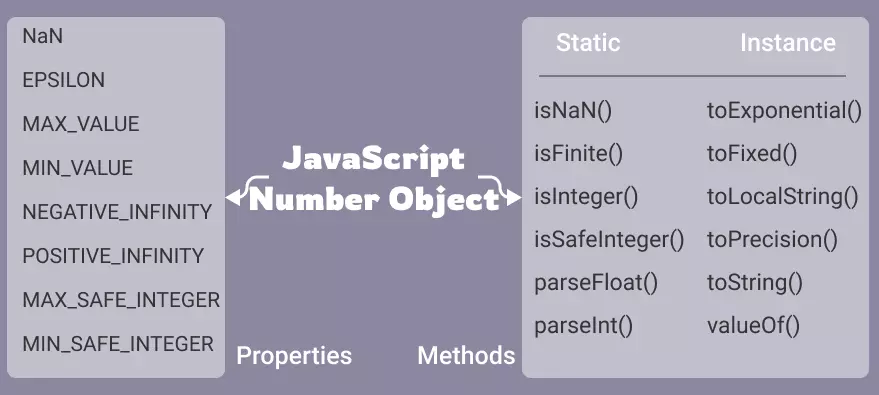 NaN
EPSILON
MAX_VALUE
MIN_VALUE
NEGATIVE_INFINITY
POSITIVE_INFINITY
MAX_SAFE_INTEGER
MIN_SAFE_INTEGER
Properties
JavaScript
Number Object
Methods
Static Instance
isNaN() toExponential()
isFinite() toFixed()
isInteger() toLocalString()
isSafeInteger() toPrecision()
parseFloat() toString()
parseInt() valueOf()